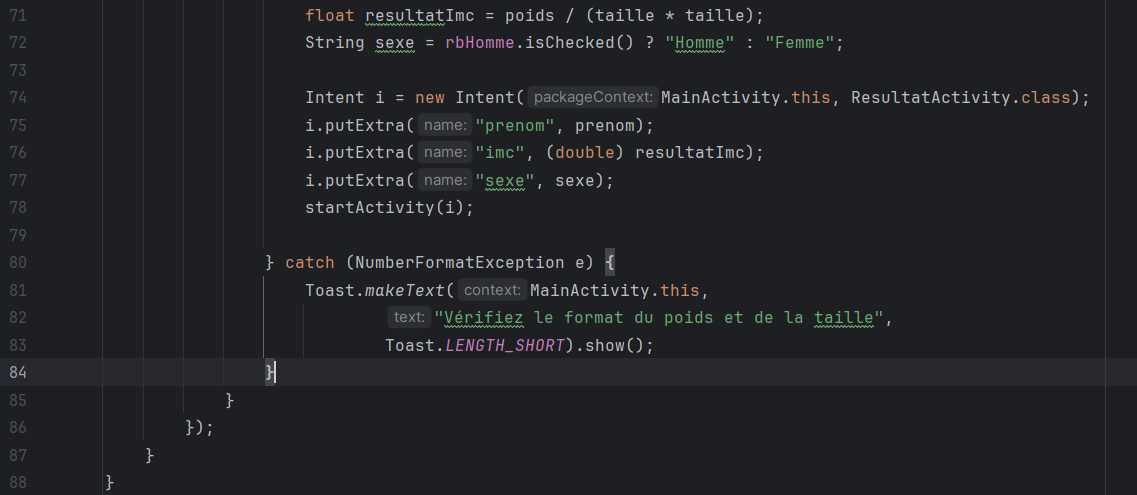 71 float resultatImc = poids / (taille * taille);
72 String sexe = rbHomme.isChecked() ? "Homme" : "Femme";
73
74 Intent i = new Intent( packageContext: MainActivity.this, ResultatActivity.class);
75 i.putExtra( name: "prenom", prenom);
76 i.putExtra( name: "imc", (double) resultatImc);
77 i.putExtra( name: "sexe", sexe);
78 startActivity(i);
79
80 } catch (NumberFormatException e) {
81 Toast.makeText( context: MainActivity.this,
82 text: "Vérifiez le format du poids et de la taille",
83 Toast.LENGTH_SHORT).show();
84 }
85 }
86 });
87 }
88 }